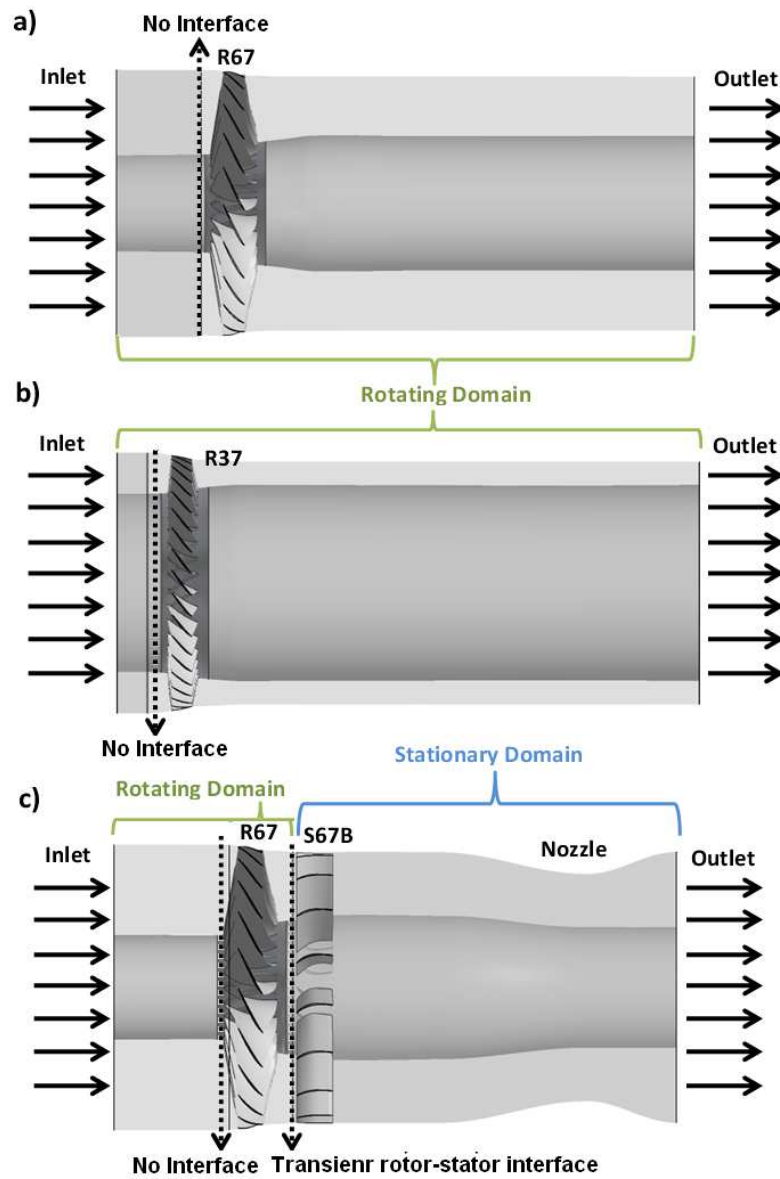 a)
No Interface
R67
Inlet
Outlet
Rotating Domain
b)
Inlet
R37
Outlet
No Interface
Stationary Domain
Rotating Domain
c)
R67
S67B
Inlet
Nozzle
Outlet
No Interface
Transienr rotor-stator interface